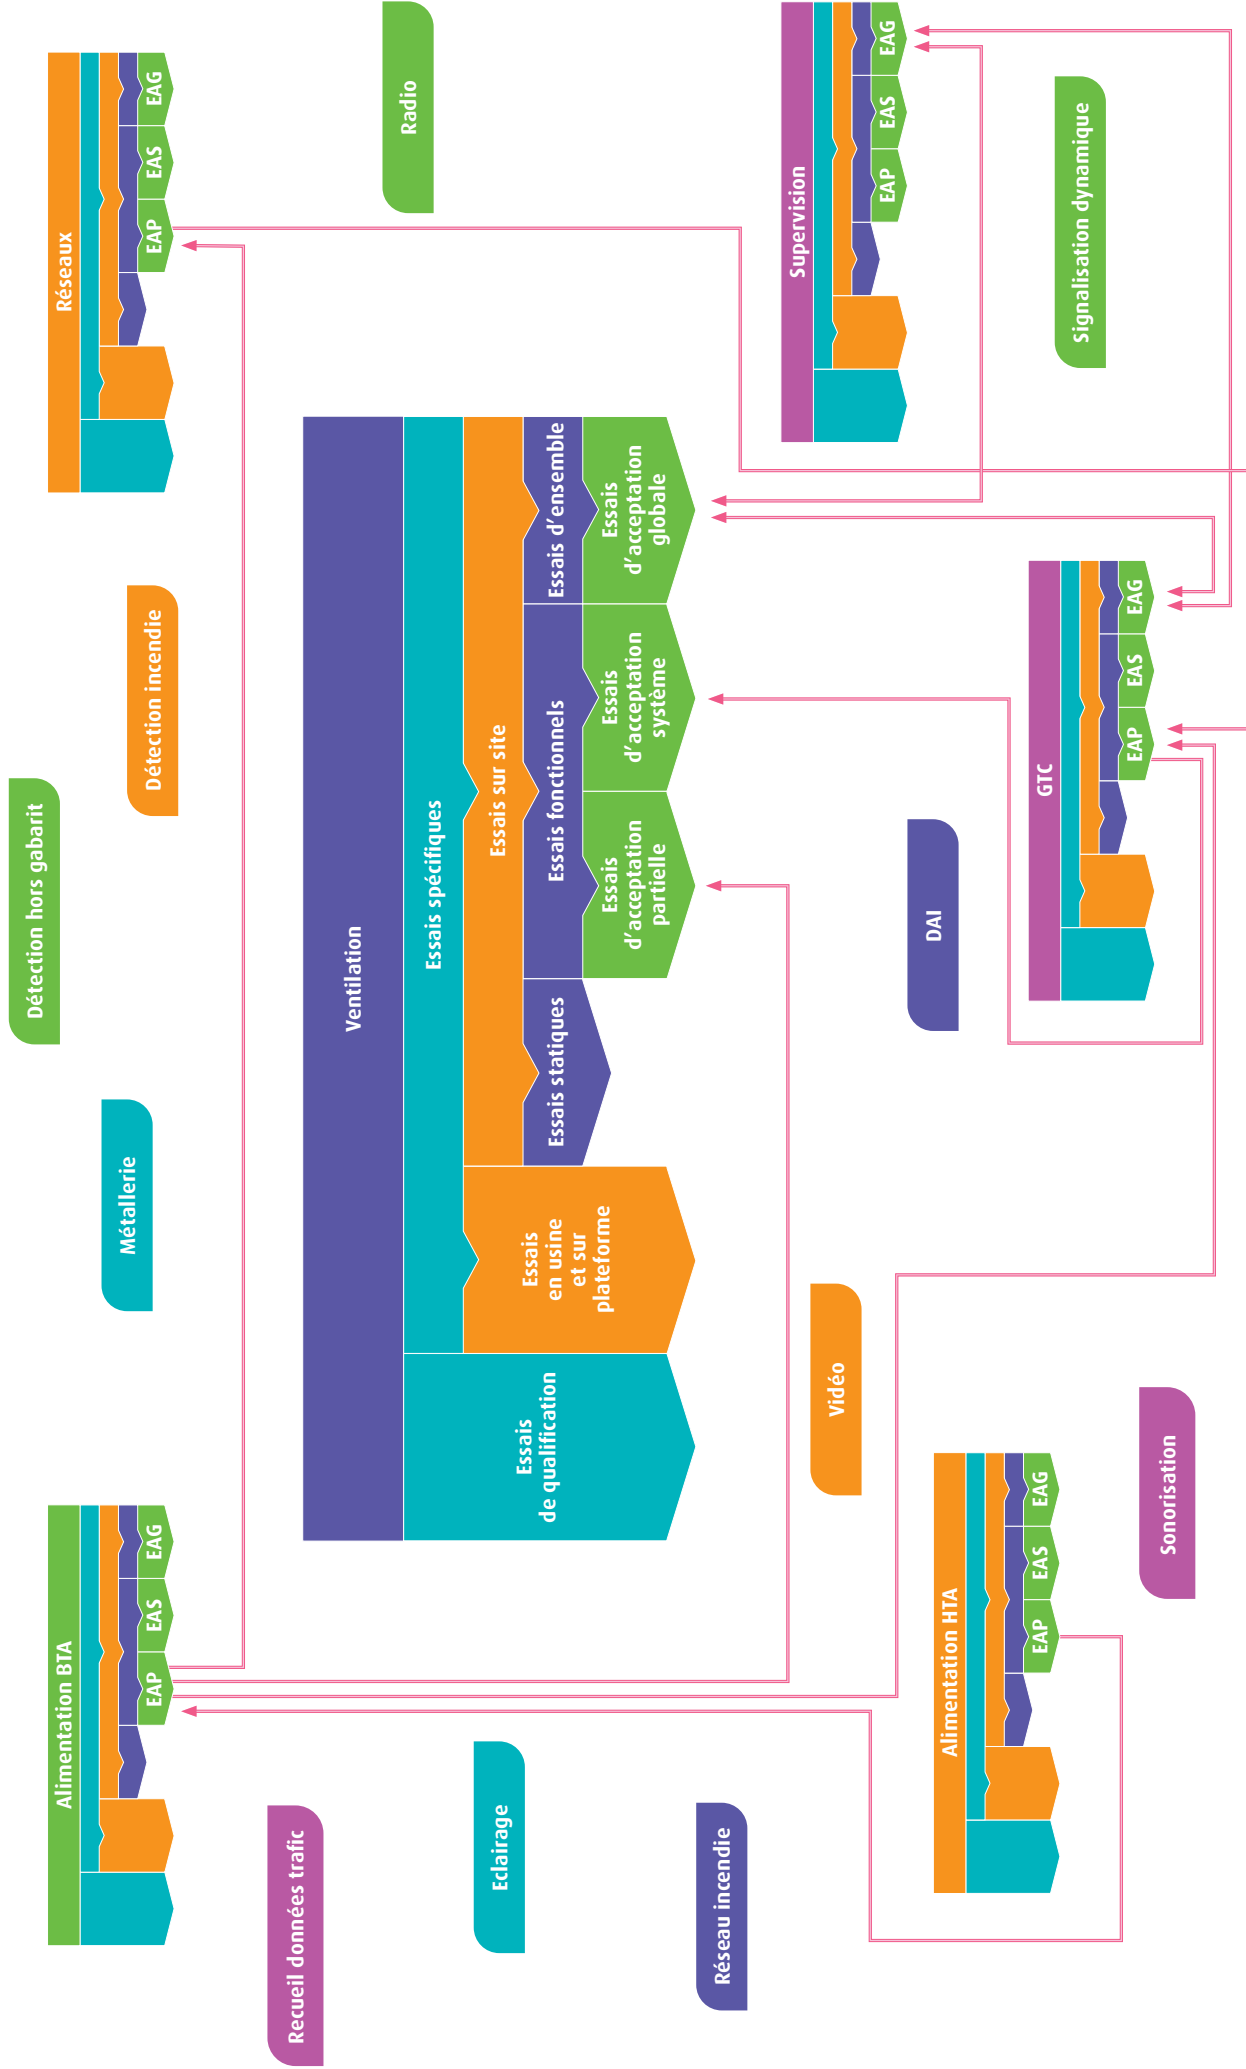 Alimentation BTA
EAP
EAS
EAG
Réseaux
EAP
EAS
EAG
Détection hors gabarit
Métallerie
Détection incendie
Recueil données trafic
Ventilation
Essais
de qualification
Essais spécifiques
Essais
en usine
et sur
plateforme
Essais sur site
Essais statiques
Essais fonctionnels
Essais d'ensemble
Essais
d'acceptation
partielle
Essais
d'acceptation
système
Essais
d'acceptation
globale
Radio
Eclairage
Réseau incendie
Vidéo
DAI
Supervision
EAP
EAS
EAG
Alimentation HTA
EAP
EAS
EAG
GTC
EAP
EAS
EAG
Signalisation dynamique
Sonorisation